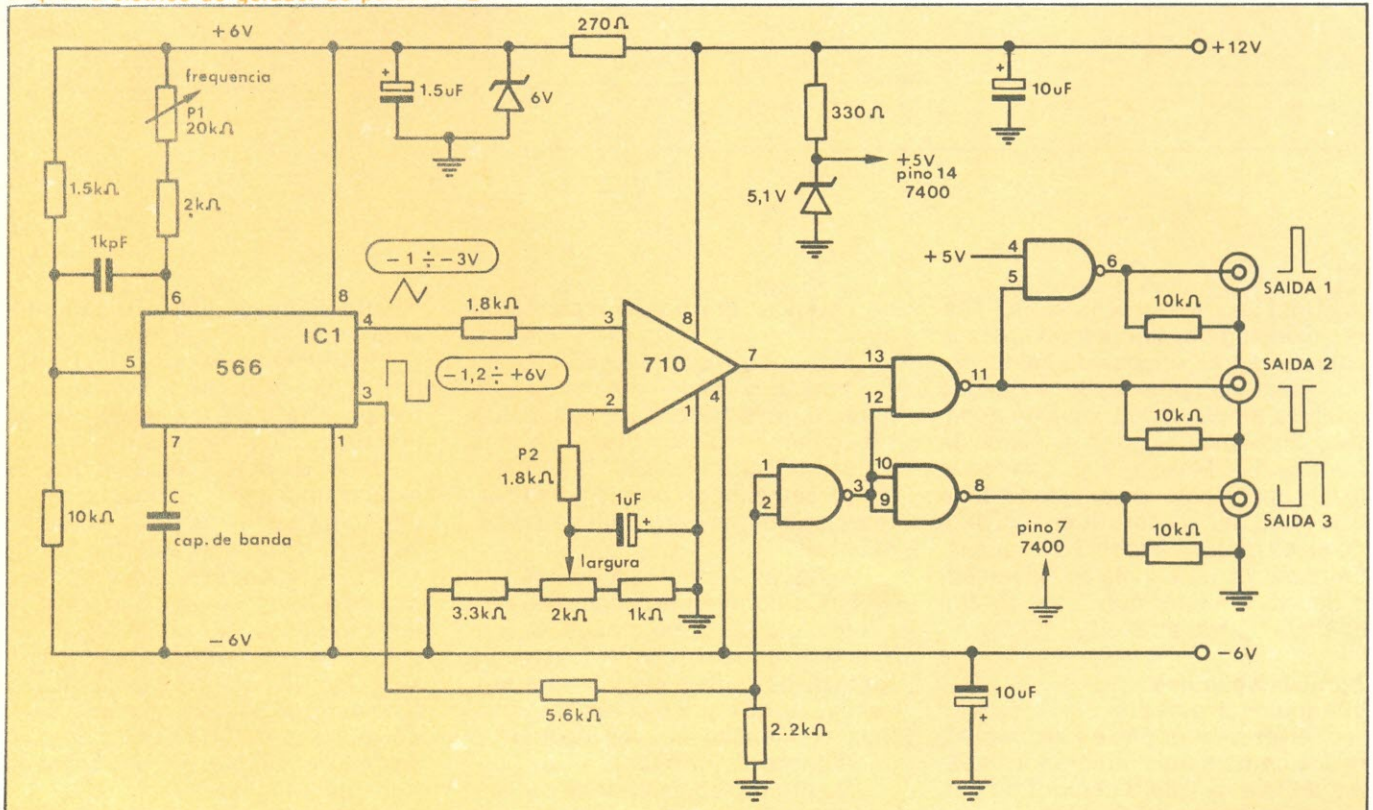 +6V
270Ω
+12V
frequencia
P1
20kΩ
+
1.5uF
6V
+
10uF
330Ω
1.5kΩ
2kΩ
+5V
pino 14
7400
5,1V
1kpF
-1 ÷ -3V
+5V
4
5
6
SAIDA 1
10kΩ
6
8
IC1
4
1,8kΩ
3
8
5
566
-1,2 ÷ +6V
710
7
13
11
SAIDA 2
3
4
1
12
2
7
1
10kΩ
P2
1.8kΩ
10
1
3
8
9
2
C
1uF
+
SAIDA 3
10kΩ
cap. de banda
largura
pino 7
7400
10kΩ
3.3kΩ
2kΩ
1kΩ
-6V
-6V
5.6kΩ
2.2kΩ
10uF
+